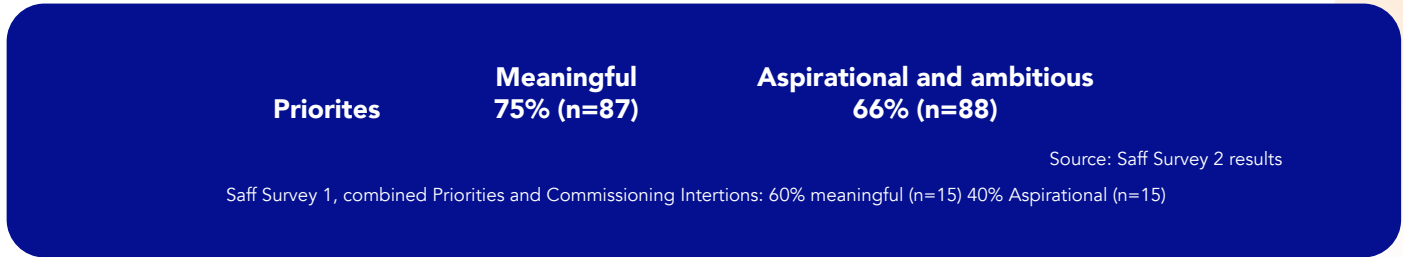 Meaningful Aspirational and ambitious
Priorites 75% (n=87) 66% (n=88)
Source: Saff Survey 2 results
Saff Survey 1, combined Priorities and Commissioning Intertions: 60% meaningful (n=15) 40% Aspirational (n=15)